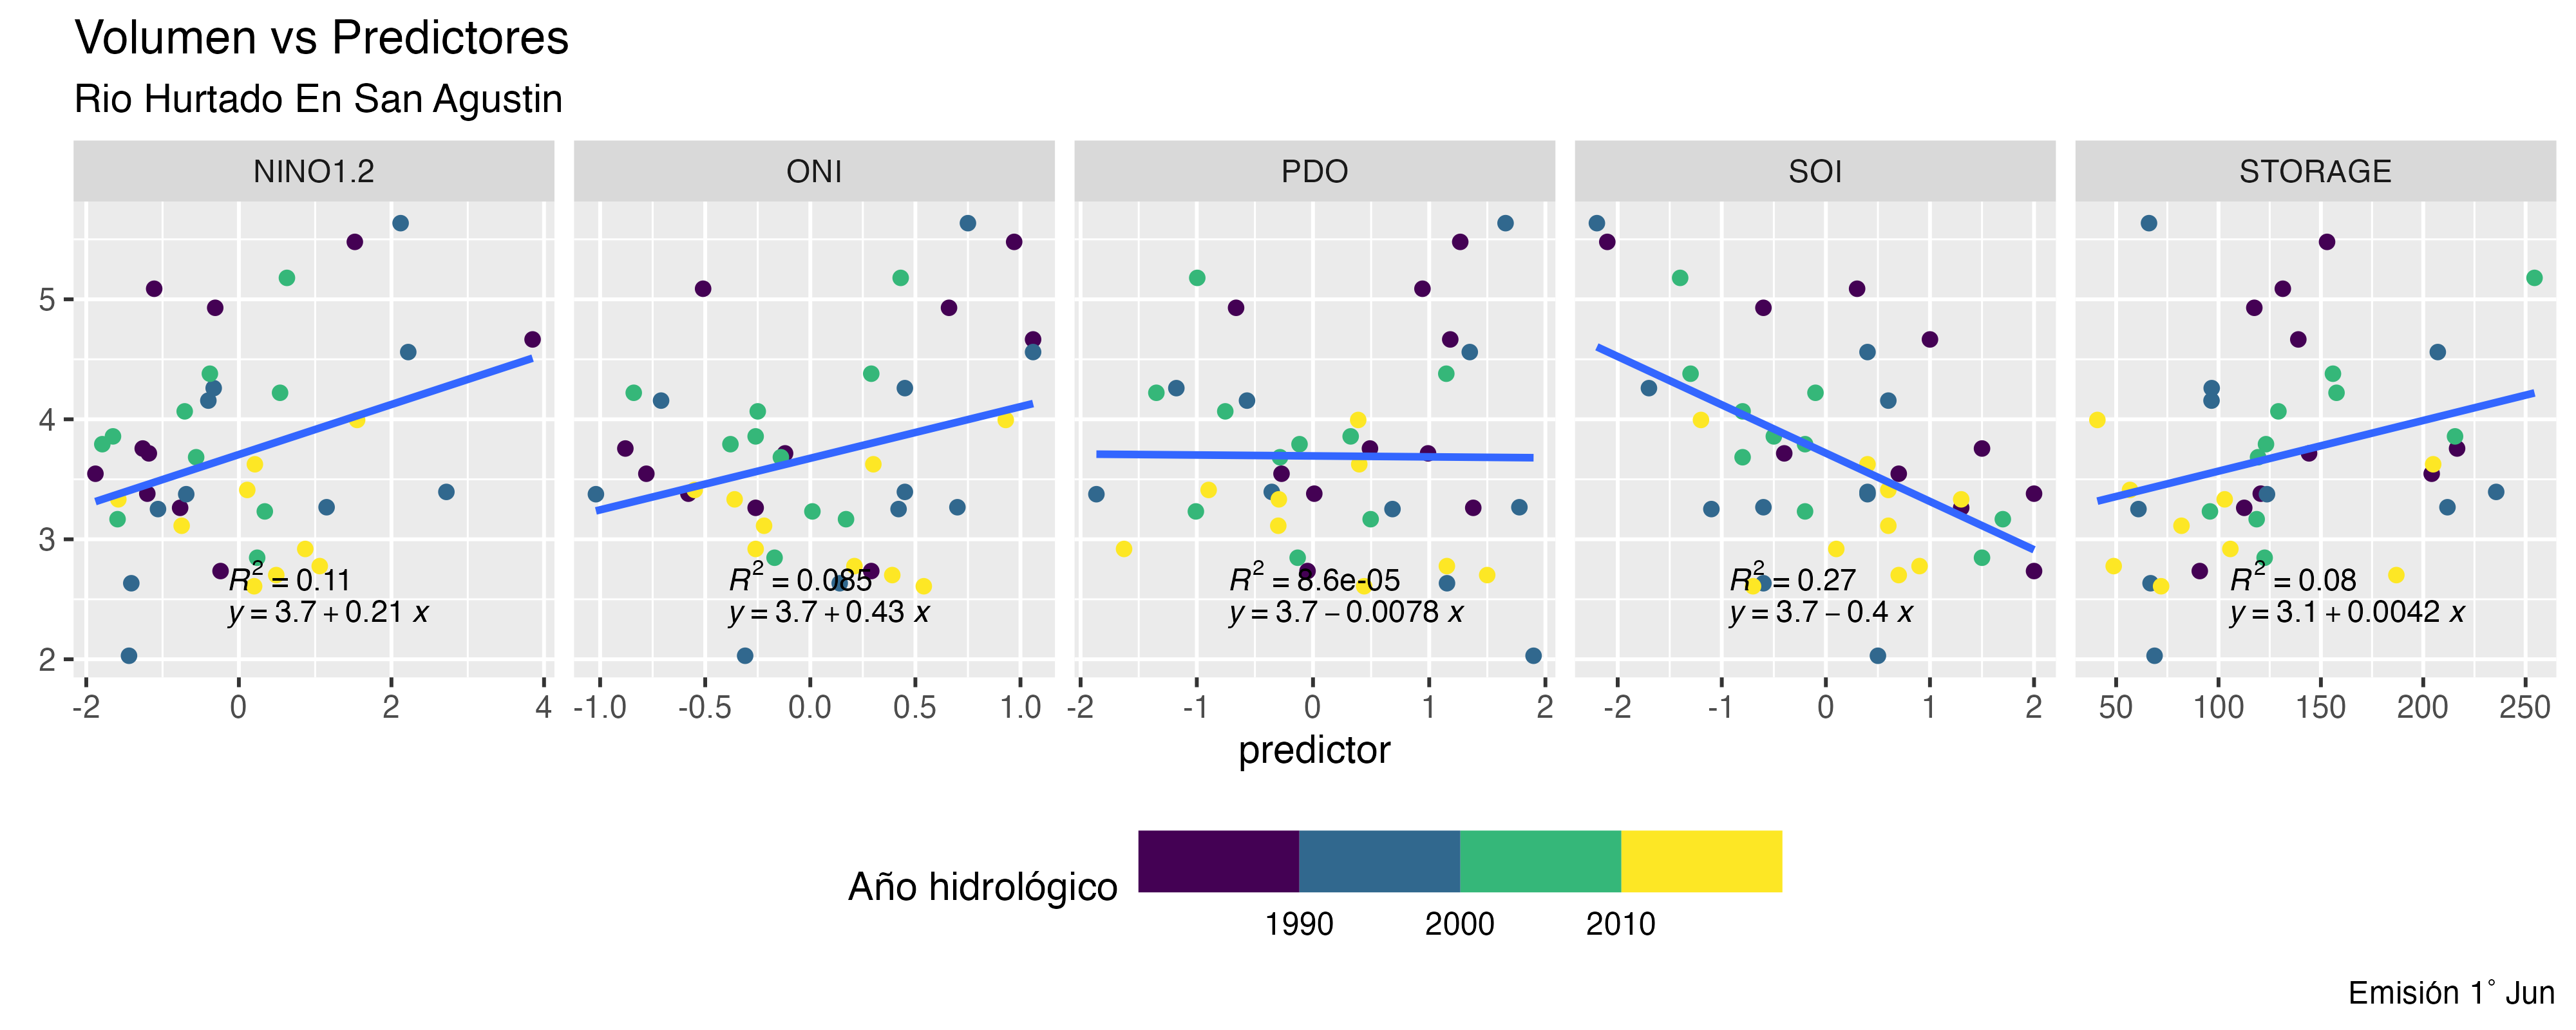 Volumen vs Predictores
Rio Hurtado En San Agustin
NINO1.2 ONI PDO SOI STORAGE
5
4
3
2
R² = 0.11 R² = 0.085 R² = 8.6e-05 R² = 0.27 R² = 0.08
y = 3.7 + 0.21 x y = 3.7 + 0.43 x y = 3.7 − 0.0078 x y = 3.7 − 0.4 x y = 3.1 + 0.0042 x
-2 0 2 4 -1.0 -0.5 0.0 0.5 1.0 -2 -1 0 1 2 -2 -1 0 1 2 50 100 150 200 250
predictor
Año hidrológico
1990 2000 2010
Emisión 1° Jun